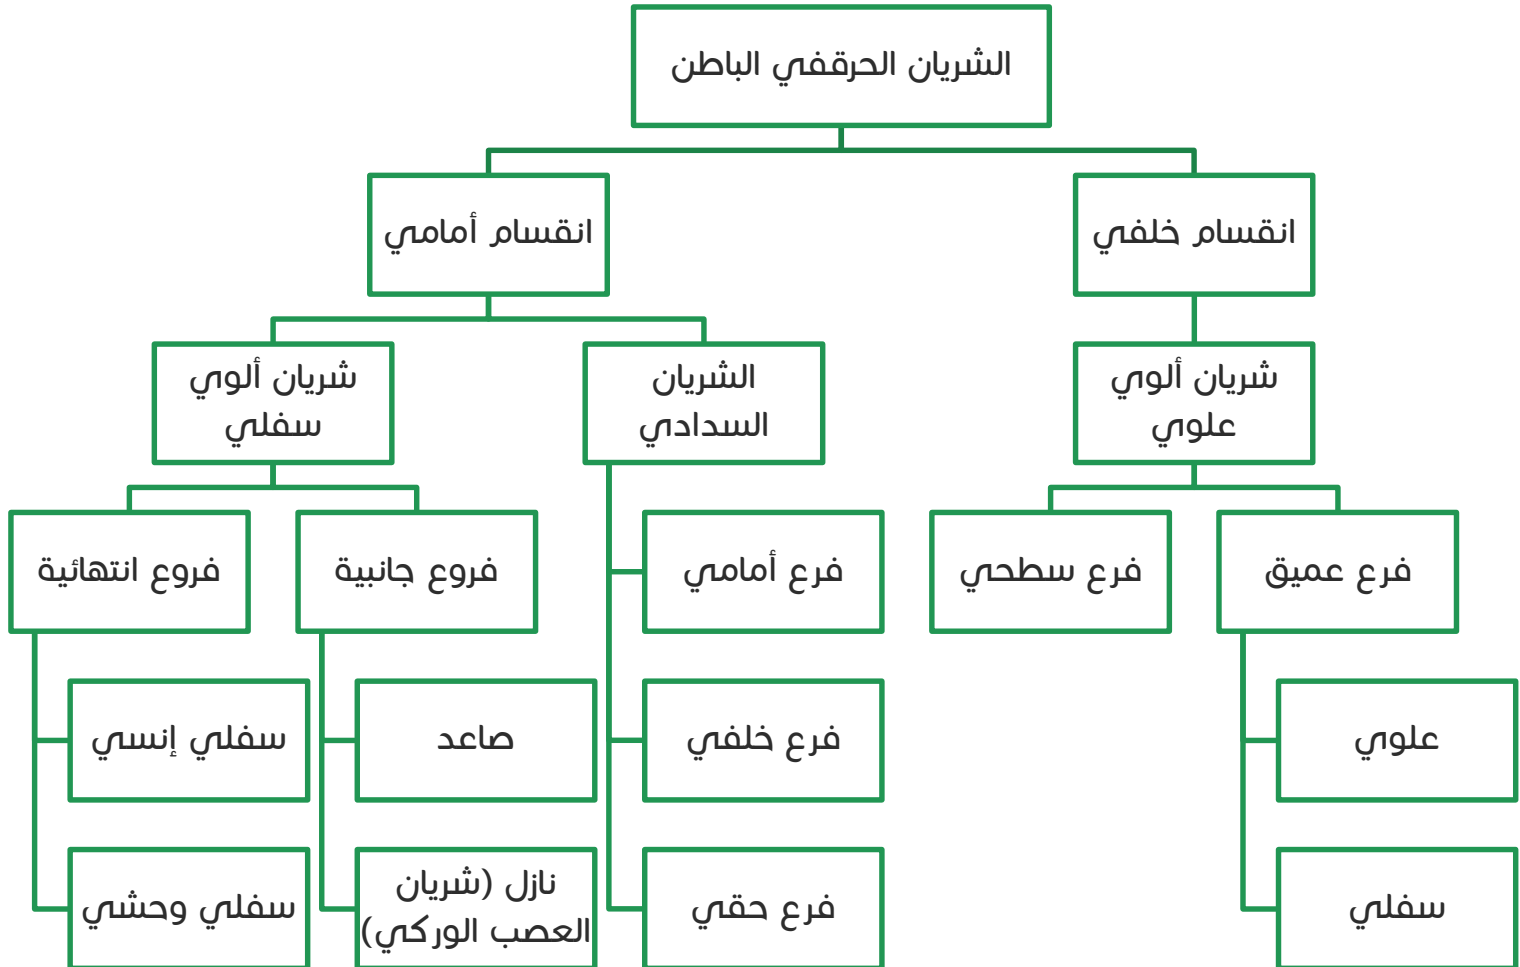 الشريان الحرقفي الباطن
انقسام خلفي
انقسام أمامي
شريان ألوي
علوي
الشريان
السدادي
شريان ألوي
سفلي
فرع عميق
فرع سطحي
فرع أمامي
فروع جانبية
فروع انتهائية
علوي
فرع خلفي
صاعد
سفلي إنسي
سفلي
فرع حقي
نازل (شريان
العصب الوركي)
سفلي وحشي